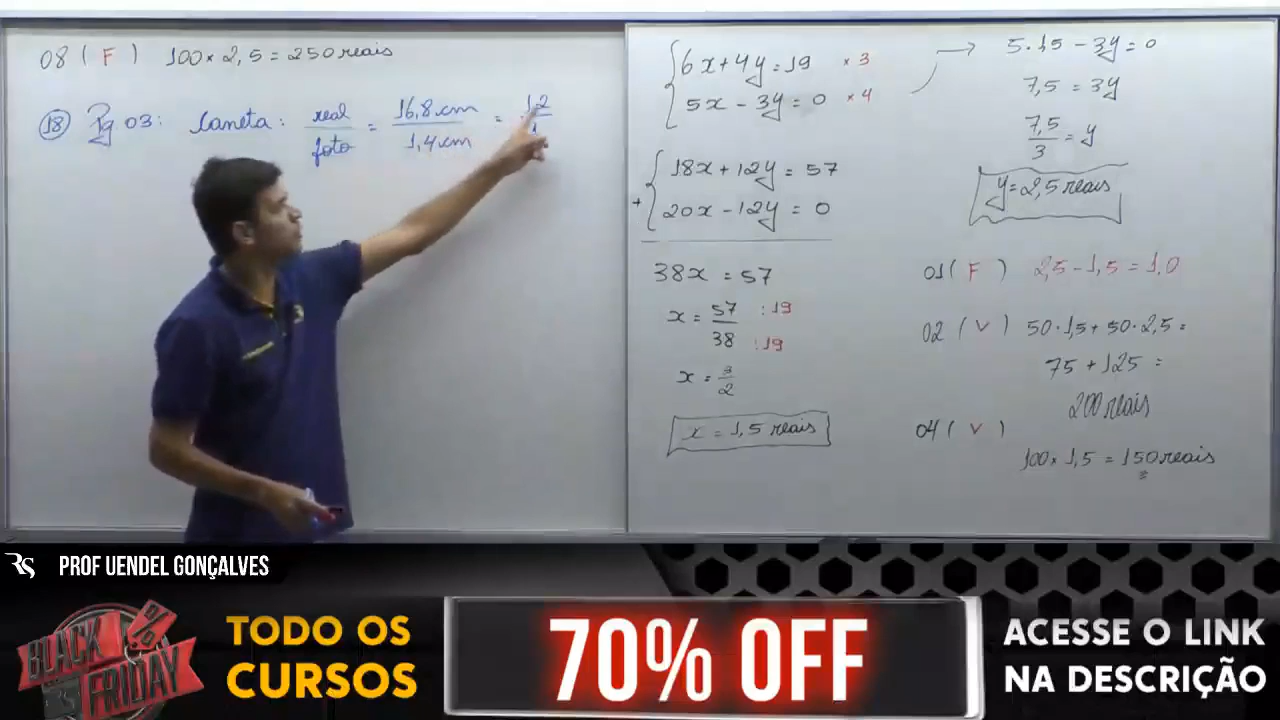 08 ( F ) 100 × 2,5 = 250 reais
18 Pg. 03: Caneta: real/foto = 16,8 cm/1,4 cm = 12/1
{6x + 4y = 19 × 3
5x - 3y = 0 × 4
+ {18x + 12y = 57
20x - 12y = 0
38x = 57
x = 57/38 :19 :19
x = 3/2
x = 1,5 reais
→ 5 · 1,5 - 3y = 0
7,5 = 3y
7,5/3 = y
y = 2,5 reais
01 ( F ) 2,5 - 1,5 = 1,0
02 ( V ) 50 · 1,5 + 50 · 2,5 =
75 + 125 =
200 reais
04 ( V )
100 × 1,5 = 150 reais
RS PROF UENDEL GONÇALVES
BLACK FRIDAY
TODO OS
CURSOS
70% OFF
ACESSE O LINK
NA DESCRIÇÃO